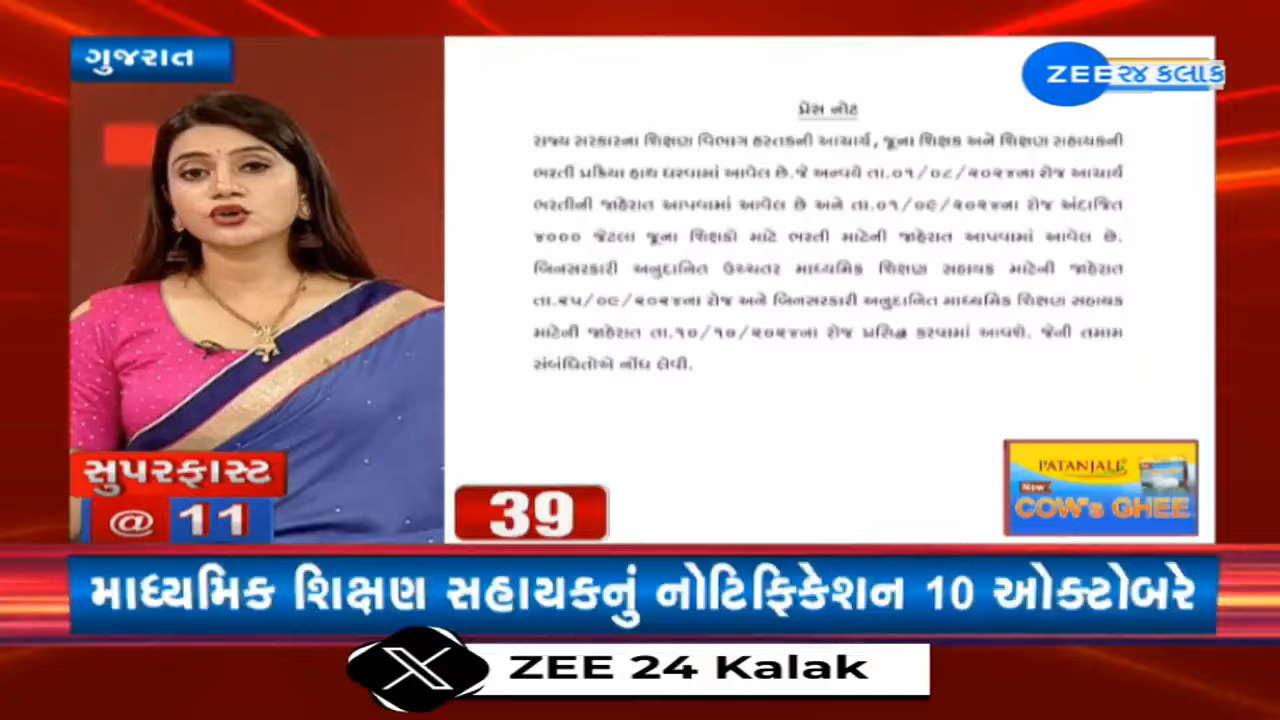 ગુજરાત
ZEE ૨૪ કલાક
પ્રેસ નોટ
રાજ્ય સરકારના શિક્ષણ વિભાગ હસ્તકની આચાર્ય, જૂના શિક્ષક અને શિક્ષણ સહાયકની
ભરતી પ્રક્રિયા હાથ ધરવામાં આવેલ છે.જે અન્વયે તા.૦૧/૦૮/૨૦૨૪ના રોજ આચાર્ય
ભરતીની જાહેરાત આપવામાં આવેલ છે અને તા.૦૧/૦૯/૨૦૨૪ના રોજ અંદાજિત
૪૦૦૦ જેટલા જૂના શિક્ષકો માટે ભરતી માટેની જાહેરાત આપવામાં આવેલ છે.
બિનસરકારી અનુદાનિત ઉચ્ચતર માધ્યમિક શિક્ષણ સહાયક માટેની જાહેરાત
તા.૨૫/૦૯/૨૦૨૪ના રોજ અને બિનસરકારી અનુદાનિત માધ્યમિક શિક્ષણ સહાયક
માટેની જાહેરાત તા.૧૦/૧૦/૨૦૨૪ના રોજ પ્રસિદ્ધ કરવામાં આવશે. જેની તમામ
સંબંધિતોએ નોંધ લેવી.
સુપરફાસ્ટ
@ 11
39
PATANJALI
New
COW's GHEE
માધ્યમિક શિક્ષણ સહાયકનું નોટિફિકેશન 10 ઓક્ટોબરે
X ZEE 24 Kalak